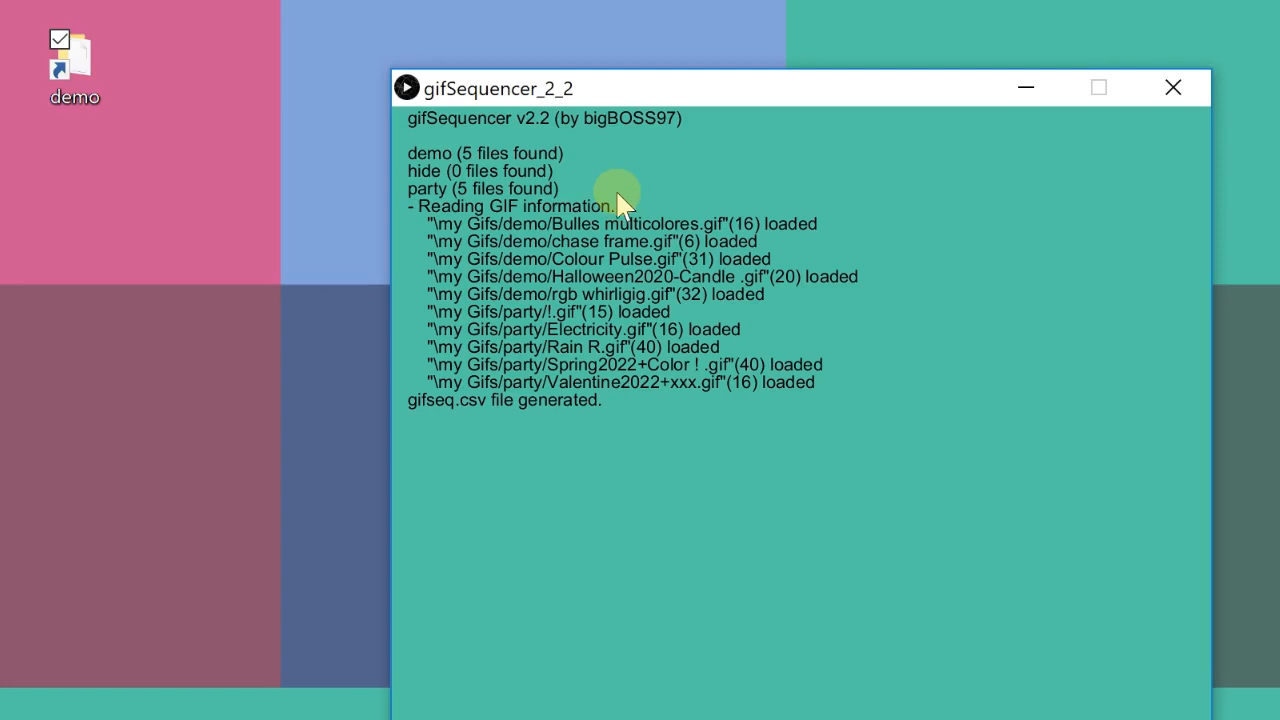 demo
gifSequencer_2_2
gifSequencer v2.2 (by bigBOSS97)
demo (5 files found)
hide (0 files found)
party (5 files found)
- Reading GIF information.
"\my Gifs/demo/Bulles multicolores.gif"(16) loaded
"\my Gifs/demo/chase frame.gif"(6) loaded
"\my Gifs/demo/Colour Pulse.gif"(31) loaded
"\my Gifs/demo/Halloween2020-Candle .gif"(20) loaded
"\my Gifs/demo/rgb whirligig.gif"(32) loaded
"\my Gifs/party/!.gif"(15) loaded
"\my Gifs/party/Electricity.gif"(16) loaded
"\my Gifs/party/Rain R.gif"(40) loaded
"\my Gifs/party/Spring2022+Color ! .gif"(40) loaded
"\my Gifs/party/Valentine2022+xxx.gif"(16) loaded
gifseq.csv file generated.